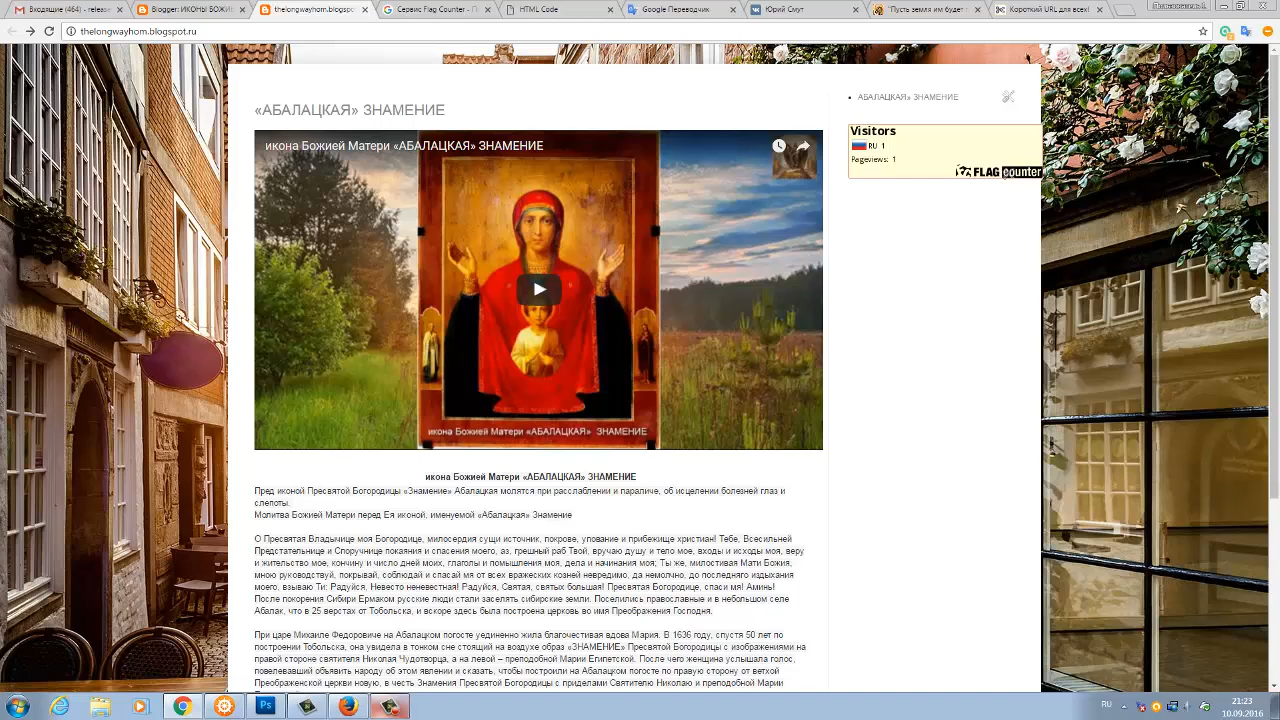 Входящие (464) - release
Blogger: ИКОНЫ БОЖИЕ
thelongwayhom.blogspot
Сервис Flag Counter - П
HTML Code
Google Переводчик
Юрий Смут
"Пусть земля им будет п
Короткий URL для всех!
thelongwayhom.blogspot.ru
«АБАЛАЦКАЯ» ЗНАМЕНИЕ
АБАЛАЦКАЯ» ЗНАМЕНИЕ
Visitors
RU 1
Pageviews: 1
FLAG counter
икона Божией Матери «АБАЛАЦКАЯ» ЗНАМЕНИЕ
икона Божией Матери «АБАЛАЦКАЯ» ЗНАМЕНИЕ
икона Божией Матери «АБАЛАЦКАЯ» ЗНАМЕНИЕ
Пред иконой Пресвятой Богородицы «Знамение» Абалацкая молятся при расслаблении и параличе, об исцелении болезней глаз и
слепоты.
Молитва Божией Матери перед Ея иконой, именуемой «Абалацкая» Знамение
О Пресвятая Владычице моя Богородице, милосердия сущи источник, покрове, упование и прибежище христиан! Тебе, Всесильней
Предстательнице и Споручнице покаяния и спасения моего, аз, грешный раб Твой, вручаю душу и тело мое, входы и исходы моя, веру
и жительство мое, кончину и число дней моих, глаголы и помышления моя, дела и начинания моя; Ты же, милостивая Мати Божия,
мною руководствуй, покрывай, соблюдай и спасай мя от всех вражеских козней невредимо, да немолчно, до последняго издыхания
моего, взываю Ти: Радуйся, Невесто неневестная! Радуйся, Святая, святых большая! Пресвятая Богородице, спаси мя! Аминь!
После покорения Сибири Ермаком русские люди стали заселять сибирские земли. Поселились православные и в небольшом селе
Абалак, что в 25 верстах от Тобольска, и вскоре здесь была построена церковь во имя Преображения Господня.
При царе Михаиле Федоровиче на Абалацком погосте уединенно жила благочестивая вдова Мария. В 1636 году, спустя 50 лет по
построении Тобольска, она увидела в тонком сне стоящий на воздухе образ «ЗНАМЕНИЕ» Пресвятой Богородицы с изображениями на
правой стороне святителя Николая Чудотворца, а на левой – преподобной Марии Египетской. После чего женщина услышала голос,
повелевавший объявить народу об этом явлении и сказать, чтобы построили на Абалацком погосте по правую сторону от ветхой
Преображенской церкви новую, в честь Знамения Пресвятой Богородицы с приделами Святителю Николаю и преподобной Марии
Ps
RU
21:23
10.09.2016